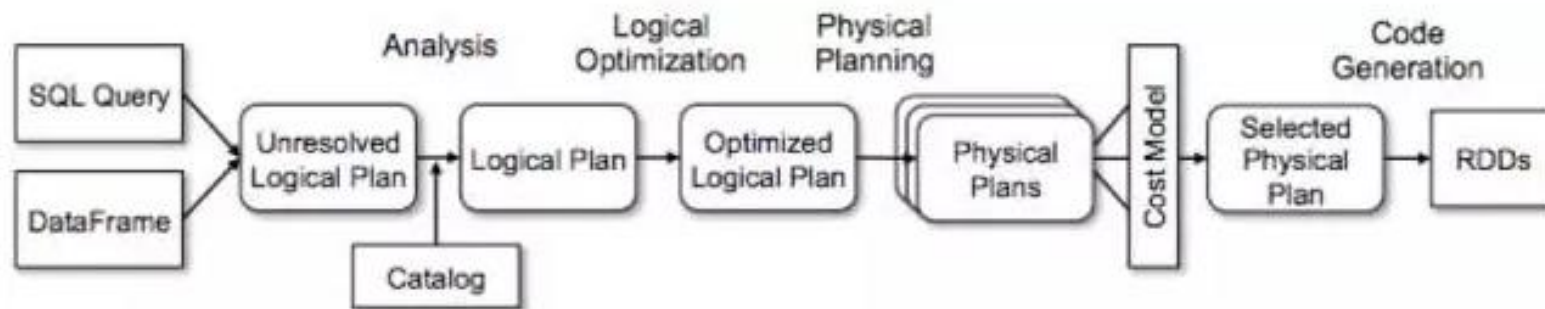 SQL Query
DataFrame
Unresolved
Logical Plan
Analysis
Catalog
Logical Plan
Logical
Optimization
Optimized
Logical Plan
Physical
Planning
Physical
Plans
Cost Model
Selected
Physical
Plan
Code
Generation
RDDs